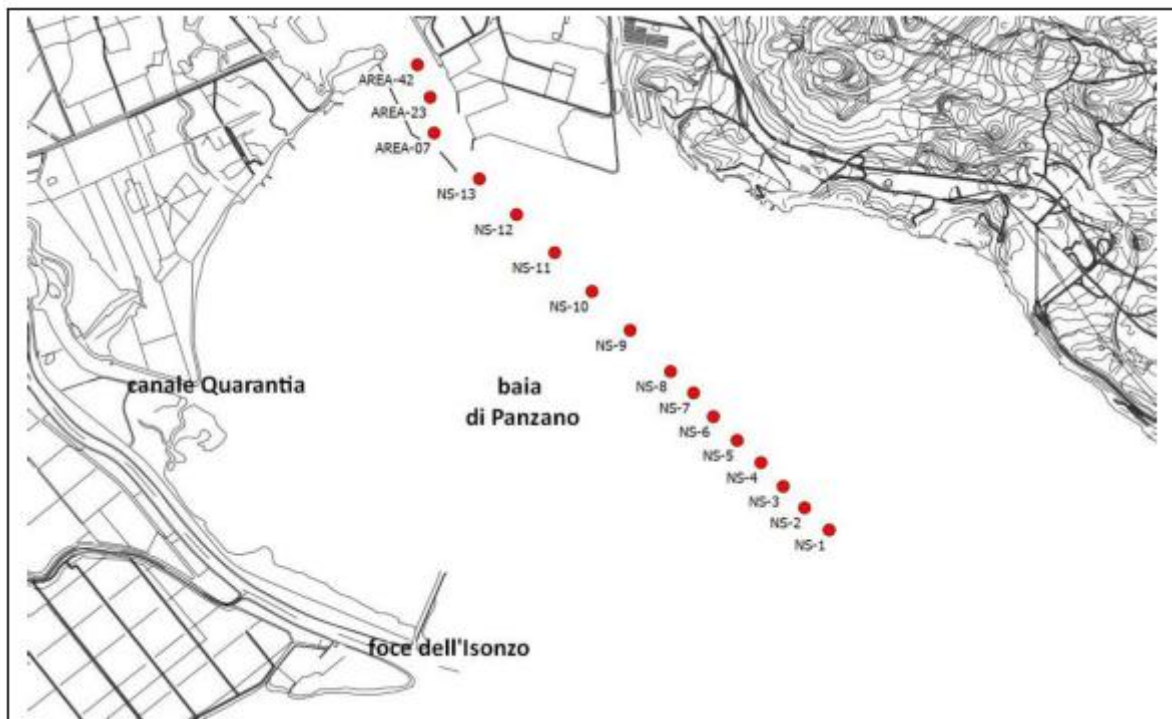 AREA-42
AREA-23
AREA-07
NS-13
NS-12
NS-11
NS-10
NS-9
NS-8
canale Quarantia
baia
di Panzano
NS-7
NS-6
NS-5
NS-4
NS-3
NS-2
NS-1
foce dell'Isonzo